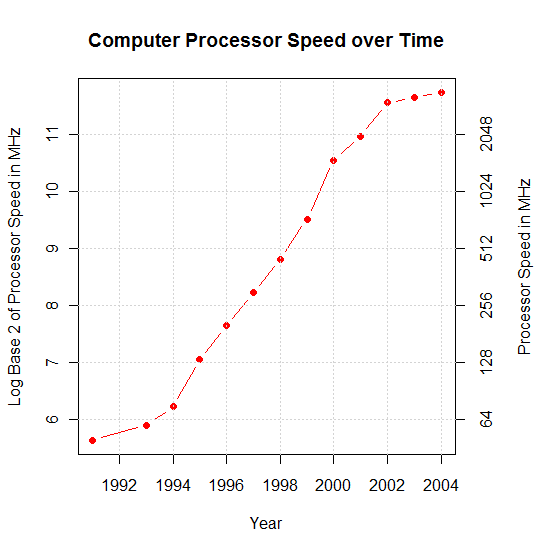 Computer Processor Speed over Time
Log Base 2 of Processor Speed in MHz
11
10
9
8
7
6
2048
1024
512
256
128
64
Processor Speed in MHz
1992 1994 1996 1998 2000 2002 2004
Year